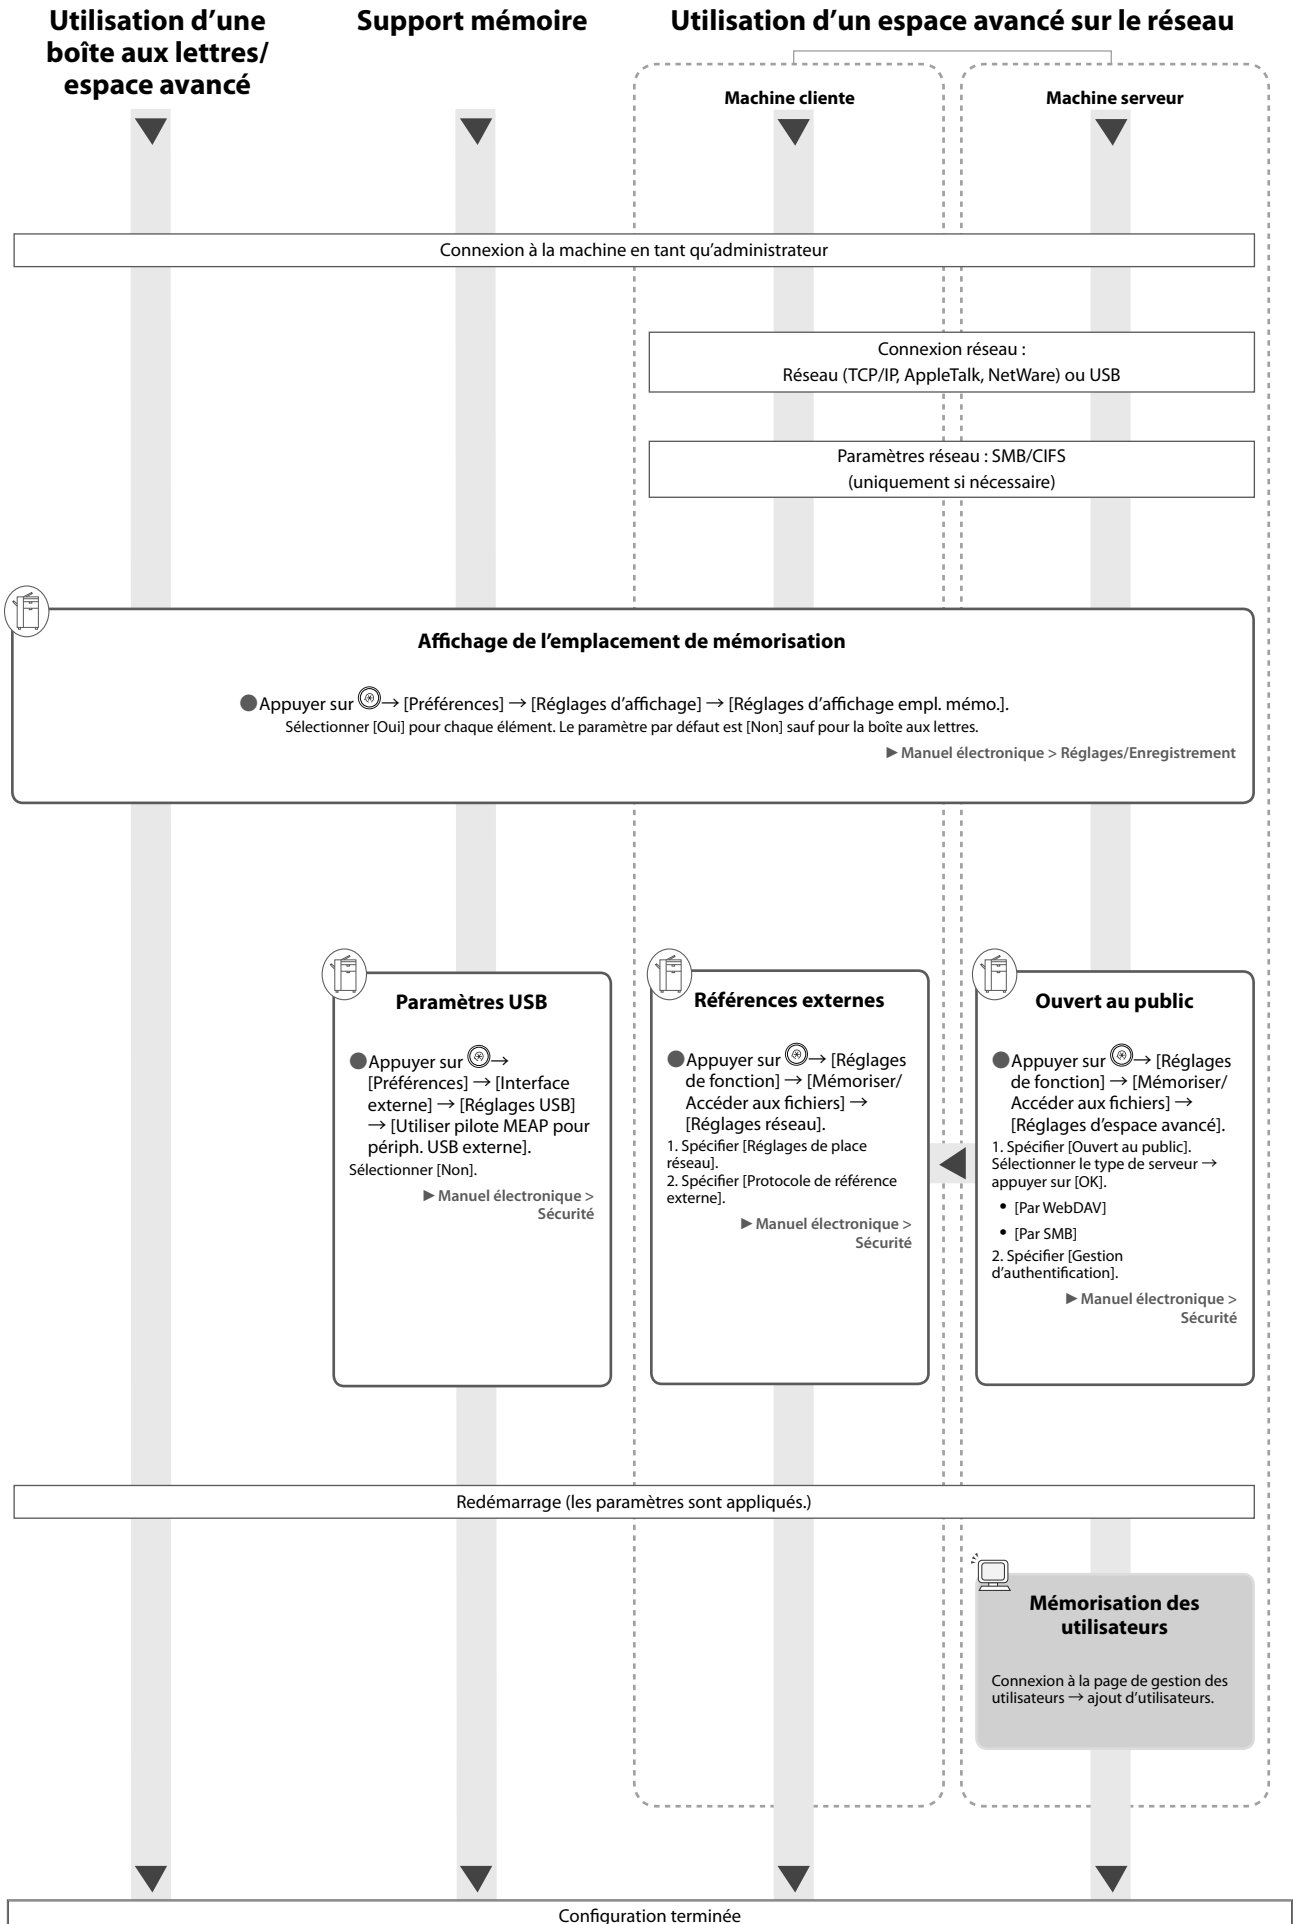 Utilisation d’une
boîte aux lettres/
espace avancé
Support mémoire
Utilisation d’un espace avancé sur le réseau
Machine cliente
Machine serveur
Connexion à la machine en tant qu’administrateur
Connexion réseau :
Réseau (TCP/IP, AppleTalk, NetWare) ou USB
Paramètres réseau : SMB/CIFS
(uniquement si nécessaire)
Affichage de l’emplacement de mémorisation
●Appuyer sur → [Préférences] → [Réglages d’affichage] → [Réglages d’affichage empl. mémo.].
Sélectionner [Oui] pour chaque élément. Le paramètre par défaut est [Non] sauf pour la boîte aux lettres.
►Manuel électronique > Réglages/Enregistrement
Paramètres USB
●Appuyer sur →
[Préférences] → [Interface
externe] → [Réglages USB]
→ [Utiliser pilote MEAP pour
périph. USB externe].
Sélectionner [Non].
►Manuel électronique >
Sécurité
Références externes
●Appuyer sur → [Réglages
de fonction] → [Mémoriser/
Accéder aux fichiers] →
[Réglages réseau].
1. Spécifier [Réglages de place
réseau].
2. Spécifier [Protocole de référence
externe].
►Manuel électronique >
Sécurité
Ouvert au public
●Appuyer sur → [Réglages
de fonction] → [Mémoriser/
Accéder aux fichiers] →
[Réglages d’espace avancé].
1. Spécifier [Ouvert au public].
Sélectionner le type de serveur →
appuyer sur [OK].
• [Par WebDAV]
• [Par SMB]
2. Spécifier [Gestion
d’authentification].
►Manuel électronique >
Sécurité
Redémarrage (les paramètres sont appliqués.)
Mémorisation des
utilisateurs
Connexion à la page de gestion des
utilisateurs → ajout d’utilisateurs.
Configuration terminée